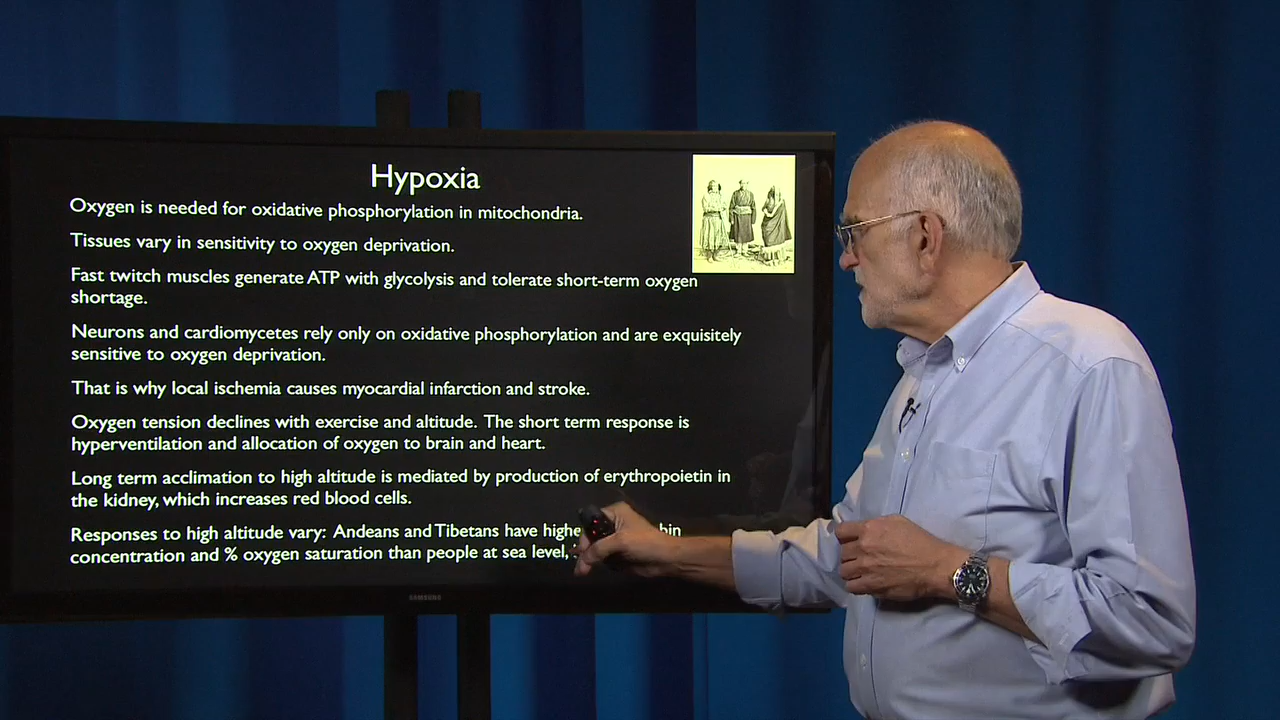 Hypoxia
Oxygen is needed for oxidative phosphorylation in mitochondria.
Tissues vary in sensitivity to oxygen deprivation.
Fast twitch muscles generate ATP with glycolysis and tolerate short-term oxygen
shortage.
Neurons and cardiomycetes rely only on oxidative phosphorylation and are exquisitely
sensitive to oxygen deprivation.
That is why local ischemia causes myocardial infarction and stroke.
Oxygen tension declines with exercise and altitude. The short term response is
hyperventilation and allocation of oxygen to brain and heart.
Long term acclimation to high altitude is mediated by production of erythropoietin in
the kidney, which increases red blood cells.
Responses to high altitude vary: Andeans and Tibetans have
concentration and % oxygen saturation than people at sea level,
SAMSUNG